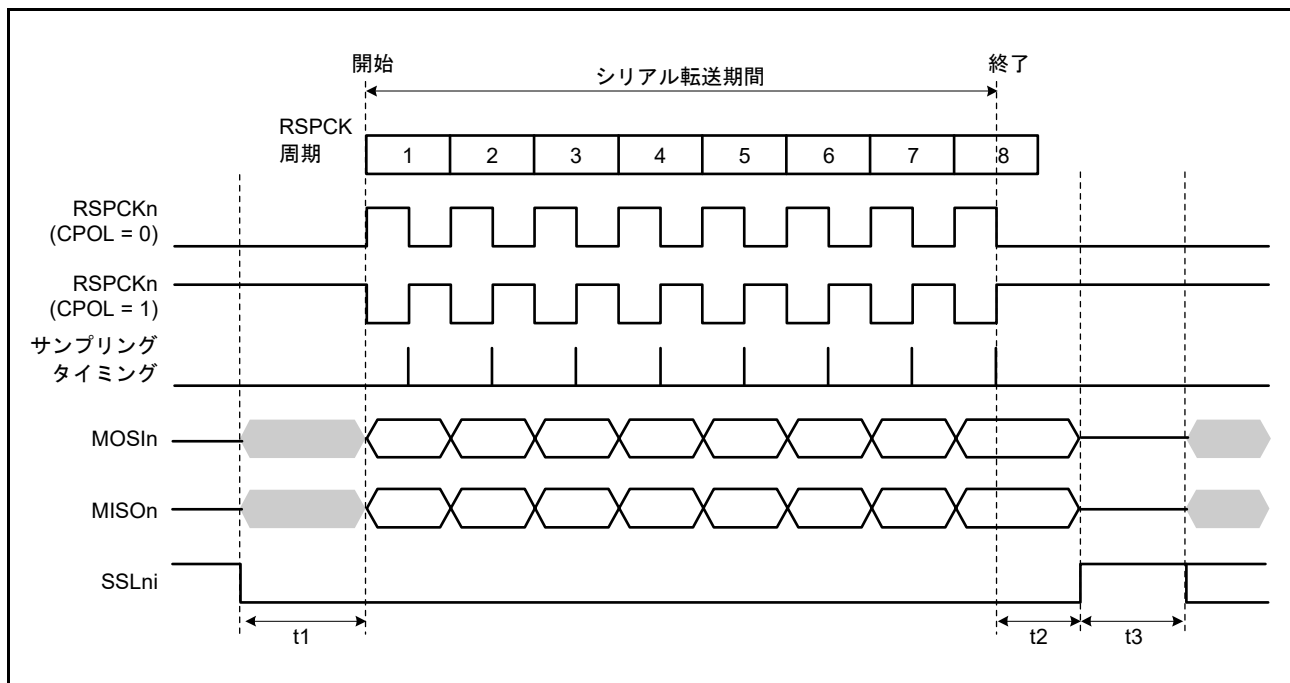 開始
シリアル転送期間
終了
RSPCK
周期
1 2 3 4 5 6 7 8
RSPCKn
(CPOL = 0)
RSPCKn
(CPOL = 1)
サンプリング
タイミング
MOSIn
MISOn
SSLni
t1
t2
t3